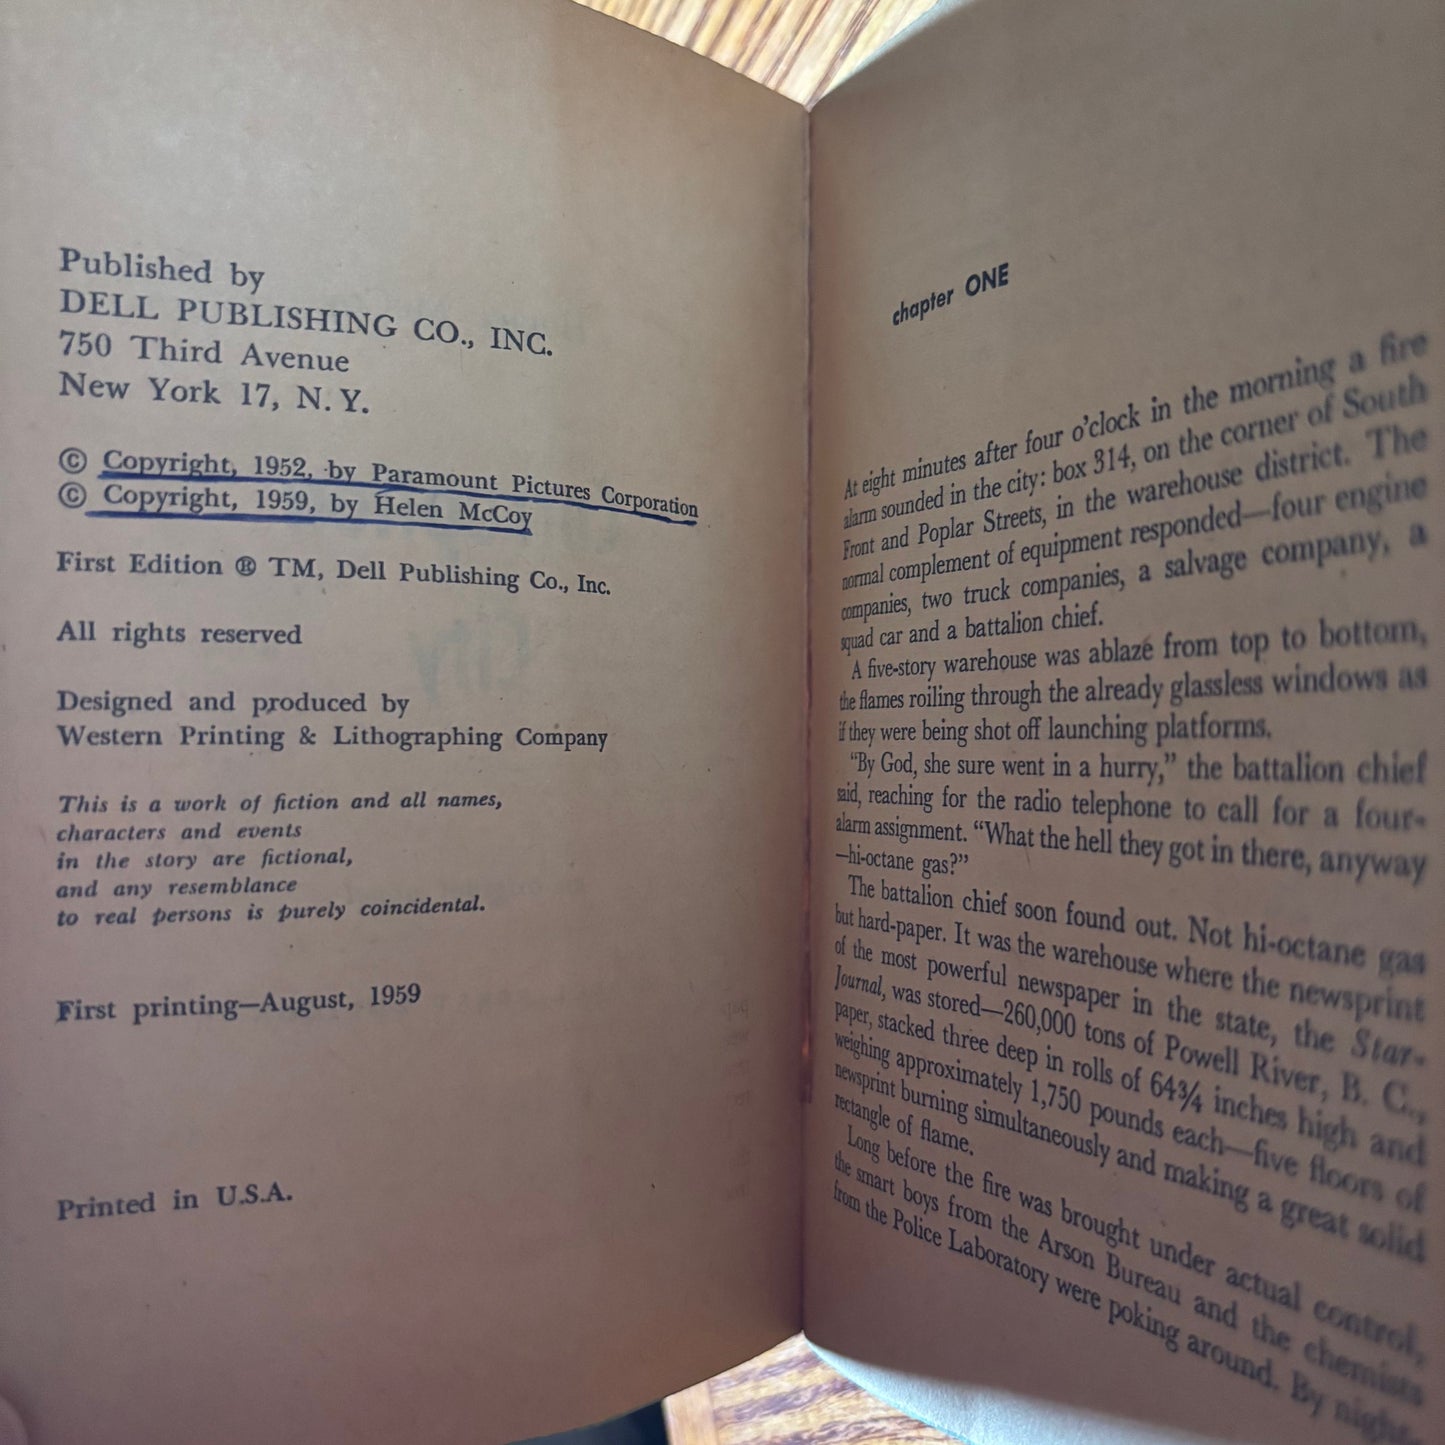 Published by
DELL PUBLISHING CO., INC.
750 Third Avenue
New York 17, N. Y.
© Copyright, 1952, by Paramount Pictures Corporation
© Copyright, 1959, by Helen McCoy
First Edition ® TM, Dell Publishing Co., Inc.
All rights reserved
Designed and produced by
Western Printing & Lithographing Company
This is a work of fiction and all names,
characters and events
in the story are fictional,
and any resemblance
to real persons is purely coincidental.
First printing—August, 1959
Printed in U.S.A.
chapter ONE
At eight minutes after four o'clock in the morning a fire
alarm sounded in the city: box 314, on the corner of South
Front and Poplar Streets, in the warehouse district. The
normal complement of equipment responded—four engine
companies, two truck companies, a salvage company, a
squad car and a battalion chief.
A five-story warehouse was ablaze from top to bottom,
the flames roiling through the already glassless windows as
if they were being shot off launching platforms.
"By God, she sure went in a hurry," the battalion chief
said, reaching for the radio telephone to call for a four-
alarm assignment. "What the hell they got in there, anyway
—hi-octane gas?"
The battalion chief soon found out. Not hi-octane gas
but hard-paper. It was the warehouse where the newsprint
of the most powerful newspaper in the state, the Star-
Journal, was stored—260,000 tons of Powell River, B. C.,
paper, stacked three deep in rolls of 64¾ inches high and
weighing approximately 1,750 pounds each—five floors of
newsprint burning simultaneously and making a great solid
rectangle of flame.
Long before the fire was brought under actual control,
the smart boys from the Arson Bureau and the chemists
from the Police Laboratory were poking around. By night-